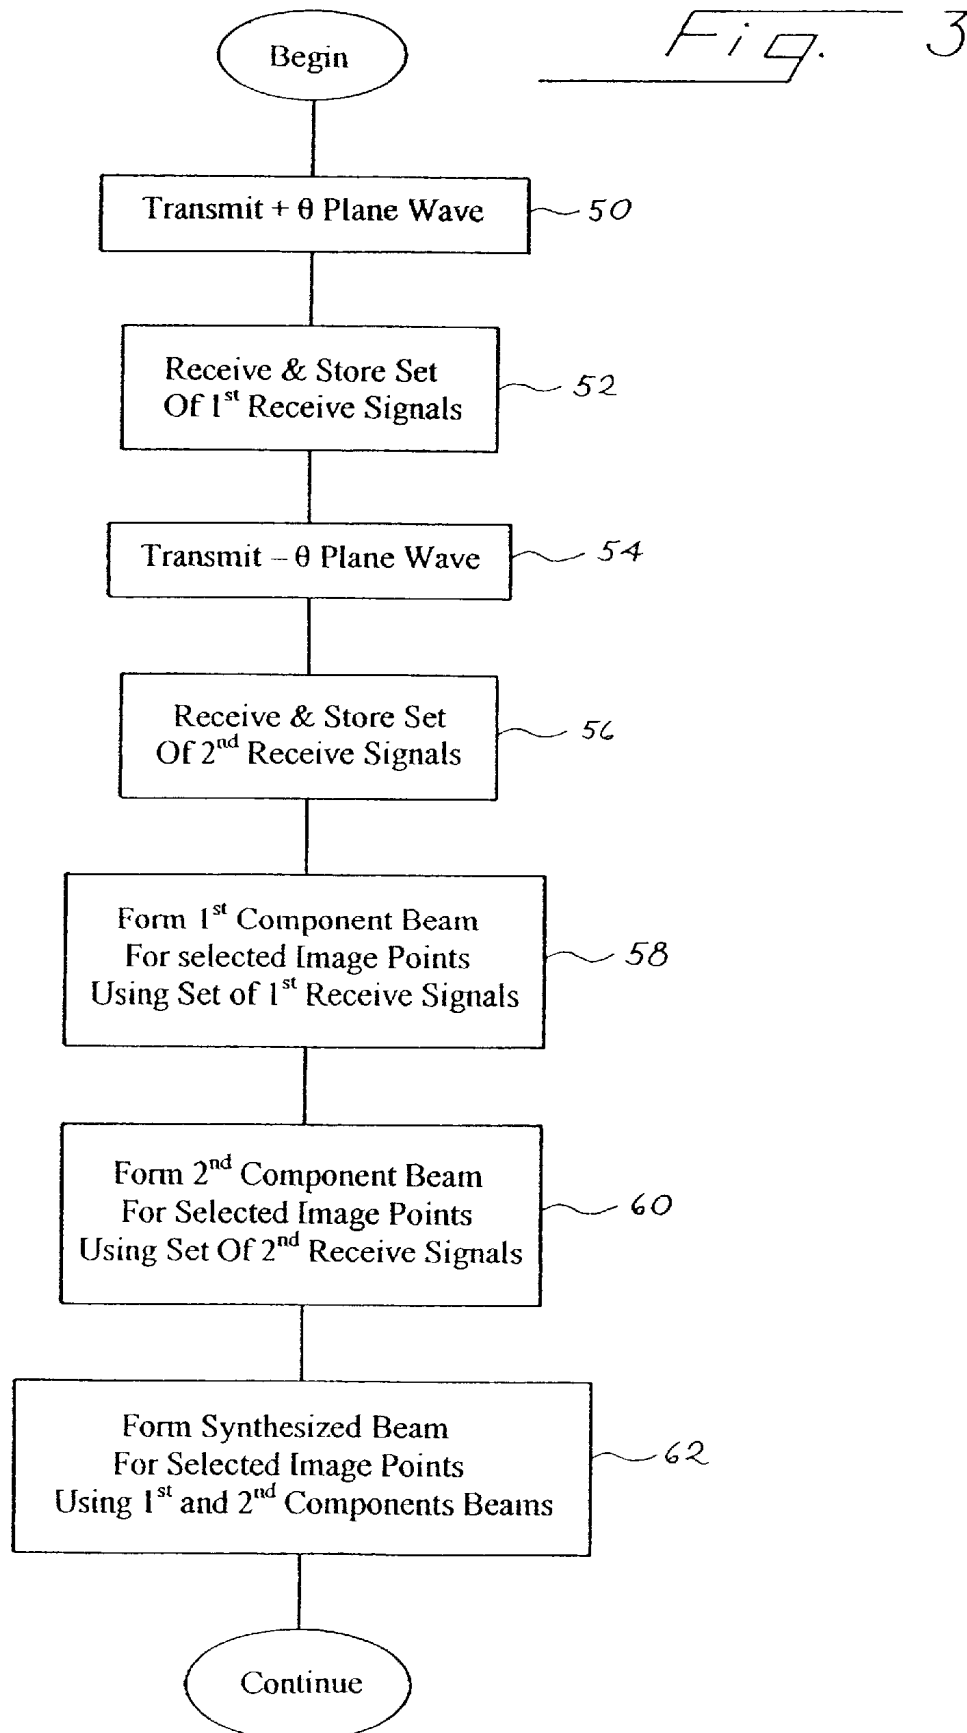 Fig. 3
Begin
Transmit + θ Plane Wave
50
Receive & Store Set
Of 1st Receive Signals
52
Transmit – θ Plane Wave
54
Receive & Store Set
Of 2nd Receive Signals
56
Form 1st Component Beam
For selected Image Points
Using Set of 1st Receive Signals
58
Form 2nd Component Beam
For Selected Image Points
Using Set Of 2nd Receive Signals
60
Form Synthesized Beam
For Selected Image Points
Using 1st and 2nd Components Beams
62
Continue